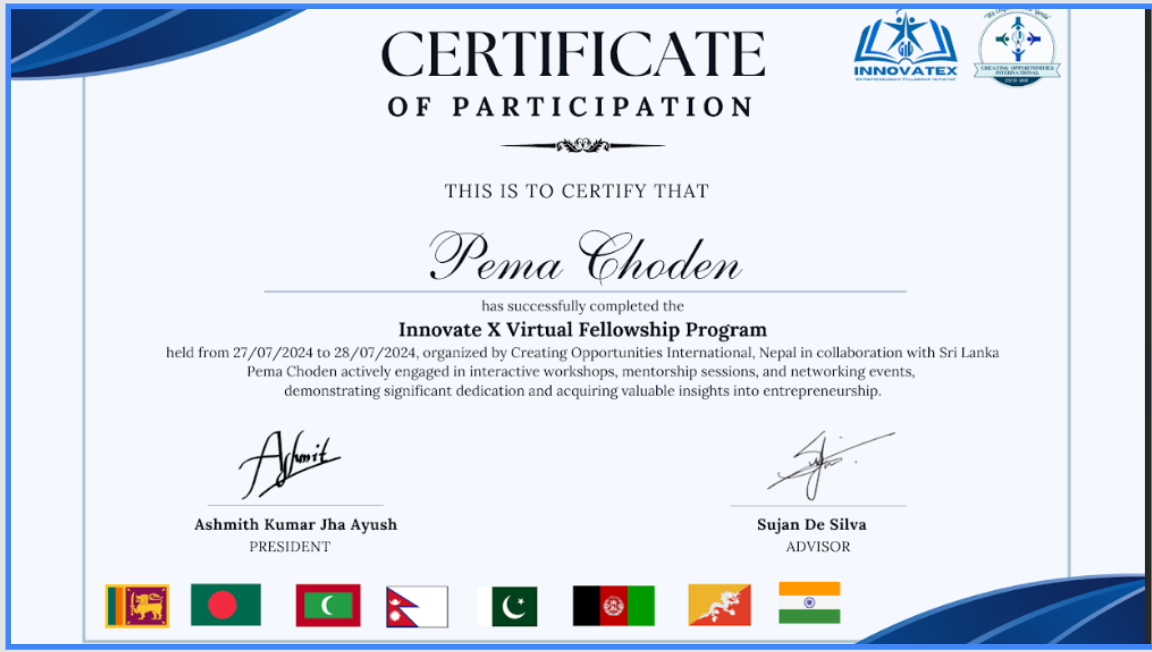 CERTIFICATE
OF PARTICIPATION
INNOVATEX
CREATING OPPORTUNITIES
INTERNATIONAL
THIS IS TO CERTIFY THAT
Pema Choden
has successfully completed the
Innovate X Virtual Fellowship Program
held from 27/07/2024 to 28/07/2024, organized by Creating Opportunities International, Nepal in collaboration with Sri Lanka
Pema Choden actively engaged in interactive workshops, mentorship sessions, and networking events,
demonstrating significant dedication and acquiring valuable insights into entrepreneurship.
Ashmit
Ashmith Kumar Jha Ayush
PRESIDENT
Sujan De Silva
ADVISOR